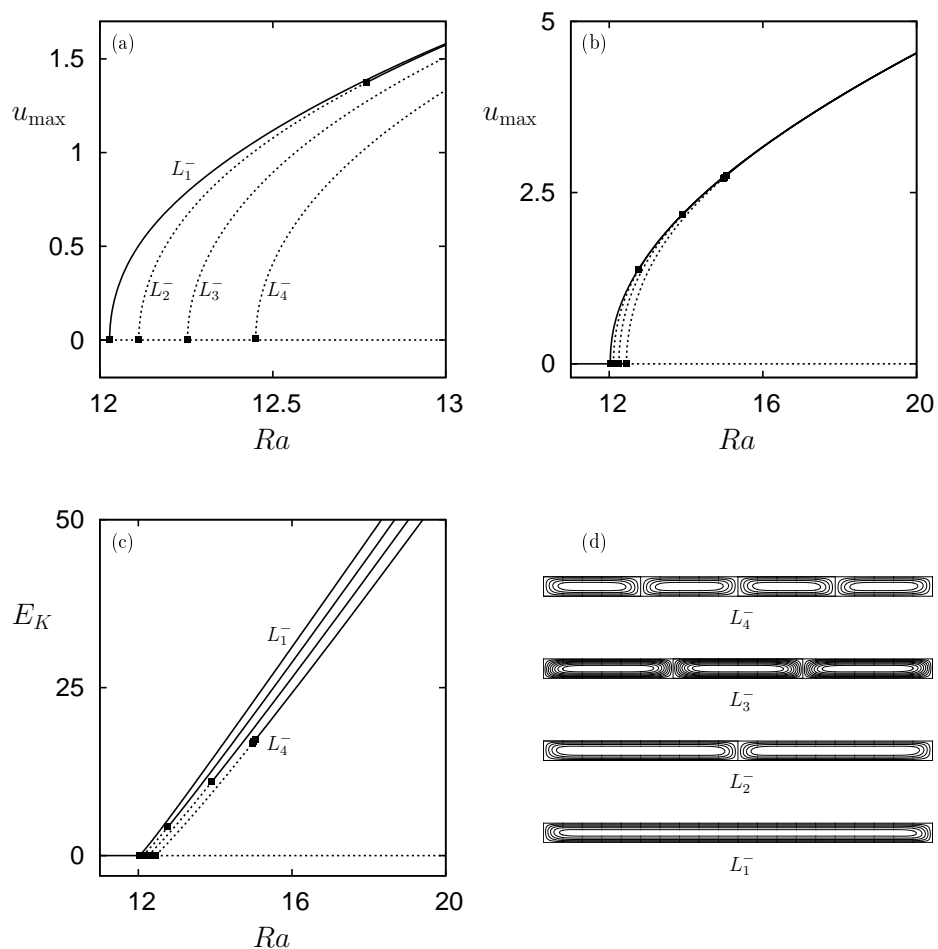 (a)
1.5
u_max
1
L_1^-
0.5
L_2^-
L_3^-
L_4^-
0
12
12.5
13
Ra
(b)
5
u_max
2.5
0
12
16
20
Ra
(c)
50
E_K
L_1^-
25
L_4^-
0
12
16
20
Ra
(d)
L_4^-
L_3^-
L_2^-
L_1^-